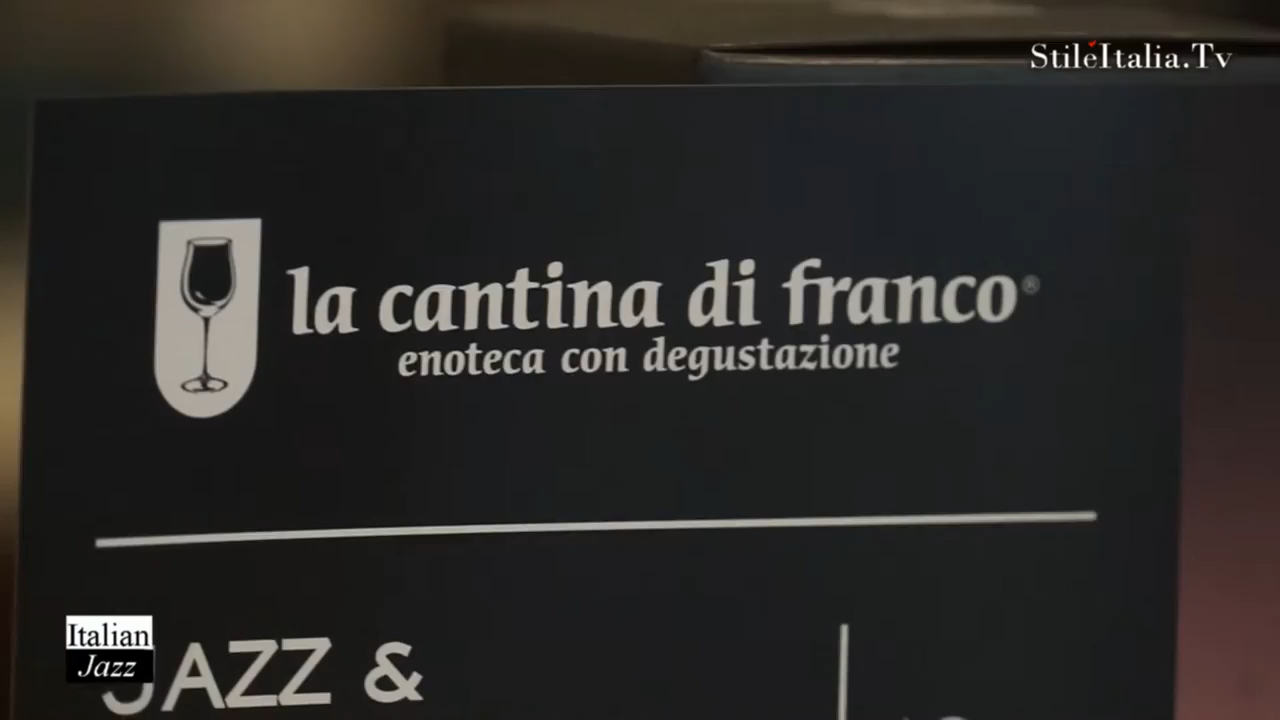 StileItalia.Tv
la cantina di franco®
enoteca con degustazione
JAZZ &
Italian
Jazz